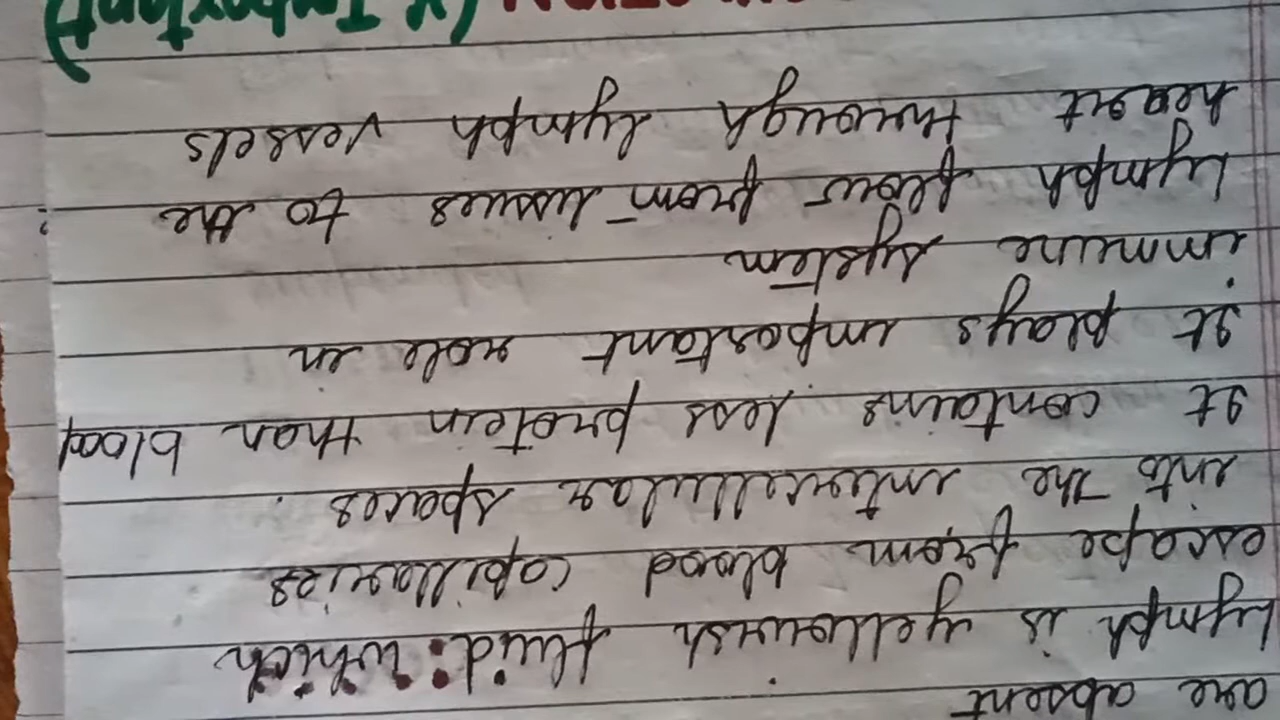 are absent
Lymph is yellowish fluid: which
escape from blood capillaries
into the intercellular spaces.
It contains less protein than blood
It plays important role in
immune system
Lymph flow from tissues to the
heart through lymph vessels
(V. Important)